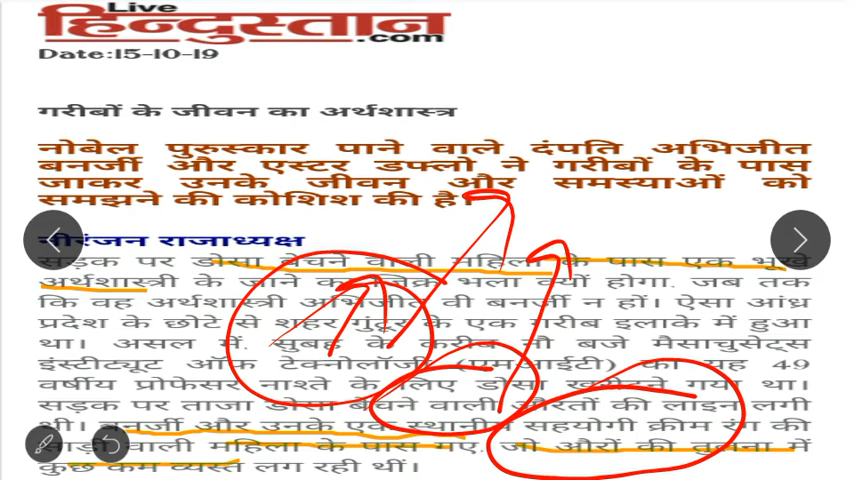 Live
हिन्दुस्तान
.com
Date:15-10-19
गरीबों के जीवन का अर्थशास्त्र
नोबेल पुरुस्कार पाने वाले दंपति अभिजीत
बनर्जी और एस्टर डफ्लो ने गरीबों के पास
जाकर उनके जीवन और समस्याओं को
समझने की कोशिश की है।
नीरंजन राजाध्यक्ष
सड़क पर डोसा बेचने वाली महिला के पास एक भूखे
अर्थशास्त्री के जाने का जिक्र भला क्यों होगा. जब तक
कि वह अर्थशास्त्री अभिजीत वी बनर्जी न हों। ऐसा आंध्र
प्रदेश के छोटे से शहर गुंटूर के एक गरीब इलाके में हुआ
था। असल में, सुबह के करीब नौ बजे मैसाचुसेट्स
इंस्टीट्यूट ऑफ टेक्नोलॉजी (एमआईटी) का यह 49
वर्षीय प्रोफेसर नाश्ते के लिए डोसा खरीदने गया था।
सड़क पर ताजा डोसा बेचने वाली औरतों की लाइन लगी
थी। बनर्जी और उनके एक स्थानीय सहयोगी क्रीम रंग की
साड़ी वाली महिला के पास गए, जो औरों की तुलना में
कुछ कम व्यस्त लग रही थीं।